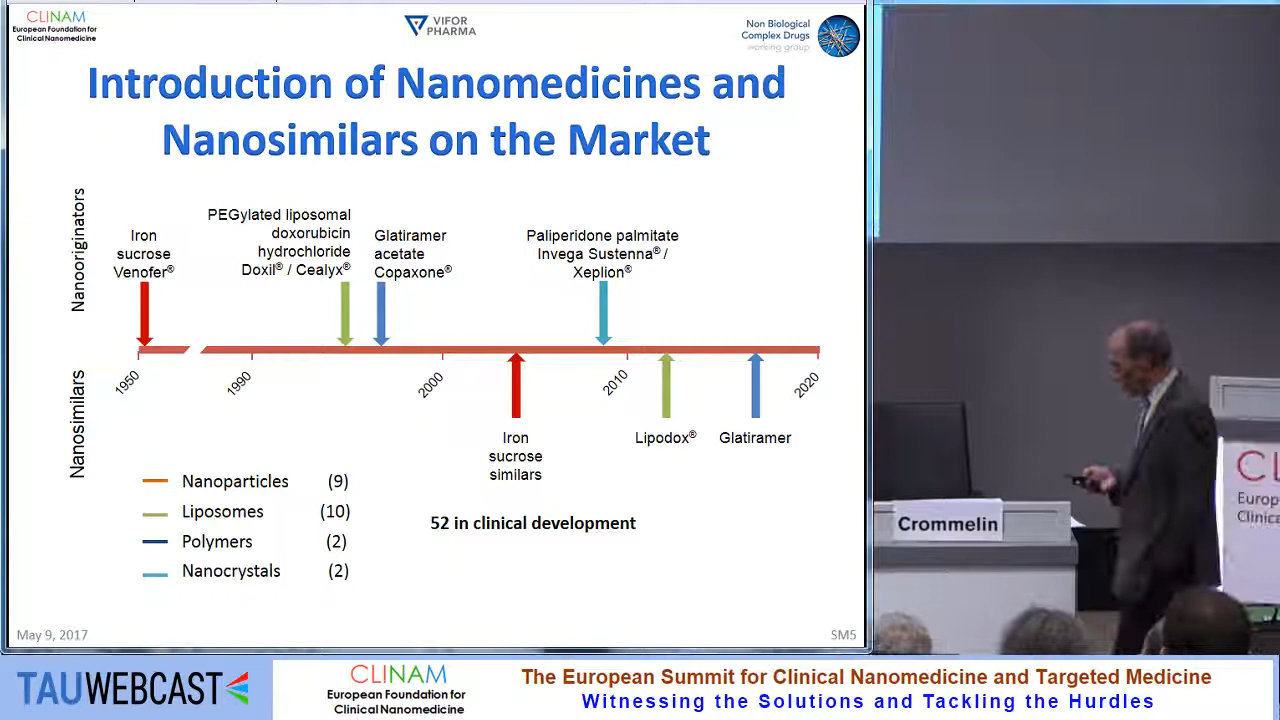 CLINAM
European Foundation for
Clinical Nanomedicine
VIFOR
PHARMA
Non Biological
Complex Drugs
working group
Introduction of Nanomedicines and
Nanosimilars on the Market
Nanooriginators
Iron
sucrose
Venofer®
PEGylated liposomal
doxorubicin
hydrochloride
Doxil® / Cealyx®
Glatiramer
acetate
Copaxone®
Paliperidone palmitate
Invega Sustenna® /
Xeplion®
1950
1990
2000
2010
2020
Nanosimilars
Iron
sucrose
similars
Lipodox®
Glatiramer
Nanoparticles (9)
Liposomes (10)
Polymers (2)
Nanocrystals (2)
52 in clinical development
May 9, 2017
SM5
Crommelin
CL
Europ
Clinica
TAUWEBCAST
CLINAM
European Foundation for
Clinical Nanomedicine
The European Summit for Clinical Nanomedicine and Targeted Medicine
Witnessing the Solutions and Tackling the Hurdles